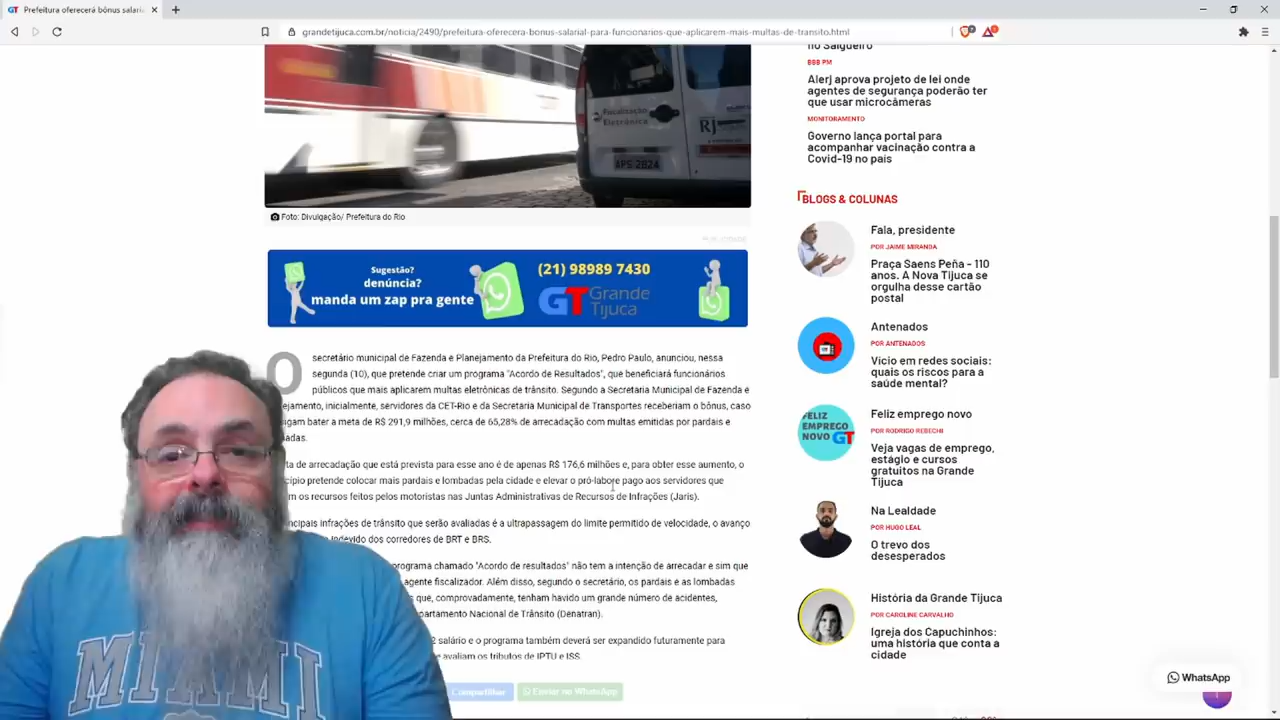 Prefeitura oferecerá bônus salaria
grandetijuca.com.br/noticia/2490/prefeitura-oferecera-bonus-salarial-para-funcionarios-que-aplicarem-mais-multas-de-transito.html
Fiscalização
Eletrônica
RJ
APS 2824
Foto: Divulgação/ Prefeitura do Rio
Sugestão?
denúncia?
manda um zap pra gente
(21) 98989 7430
GT Grande
Tijuca
O secretário municipal de Fazenda e Planejamento da Prefeitura do Rio, Pedro Paulo, anunciou, nessa
segunda (10), que pretende criar um programa "Acordo de Resultados", que beneficiará funcionários
públicos que mais aplicarem multas eletrônicas de trânsito. Segundo a Secretaria Municipal de Fazenda e
ejamento, inicialmente, servidores da CET-Rio e da Secretaria Municipal de Transportes receberiam o bônus, caso
igam bater a meta de R$ 291,9 milhões, cerca de 65,28% de arrecadação com multas emitidas por pardais e
adas.
ta de arrecadação que está prevista para esse ano é de apenas R$ 176,6 milhões e, para obter esse aumento, o
cípio pretende colocar mais pardais e lombadas pela cidade e elevar o pró-labore pago aos servidores que
m os recursos feitos pelos motoristas nas Juntas Administrativas de Recursos de Infrações (Jaris).
ncipais infrações de trânsito que serão avaliadas é a ultrapassagem do limite permitido de velocidade, o avanço
indevido dos corredores de BRT e BRS.
programa chamado "Acordo de resultados" não tem a intenção de arrecadar e sim que
agente fiscalizador. Além disso, segundo o secretário, os pardais e as lombadas
s que, comprovadamente, tenham havido um grande número de acidentes,
partamento Nacional de Trânsito (Denatran).
2 salário e o programa também deverá ser expandido futuramente para
e avaliam os tributos de IPTU e ISS.
Compartilhar
Enviar no WhatsApp
no Salgueiro
BBB PM
Alerj aprova projeto de lei onde
agentes de segurança poderão ter
que usar microcâmeras
MONITORAMENTO
Governo lança portal para
acompanhar vacinação contra a
Covid-19 no país
BLOGS & COLUNAS
Fala, presidente
POR JAIME MIRANDA
Praça Saens Peña - 110
anos. A Nova Tijuca se
orgulha desse cartão
postal
Antenados
POR ANTENADOS
Vício em redes sociais:
quais os riscos para a
saúde mental?
FELIZ
EMPREGO
NOVO GT
Feliz emprego novo
POR RODRIGO REBECHI
Veja vagas de emprego,
estágio e cursos
gratuitos na Grande
Tijuca
Na Lealdade
POR HUGO LEAL
O trevo dos
desesperados
História da Grande Tijuca
POR CAROLINE CARVALHO
Igreja dos Capuchinhos:
uma história que conta a
cidade
WhatsApp